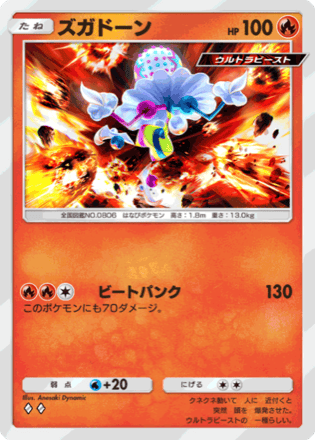 たね ズガドーン HP 100
ウルトラビースト
全国図鑑NO.0806 はなびポケモン 高さ：1.8m 重さ：13.0kg
ビートパンク 130
このポケモンにも70ダメージ。
弱点 +20 にげる
Illus. Anesaki Dynamic
クネクネ動いて 人に 近付くと
突然 頭を 爆発させた。
ウルトラビーストの 一種らしい。